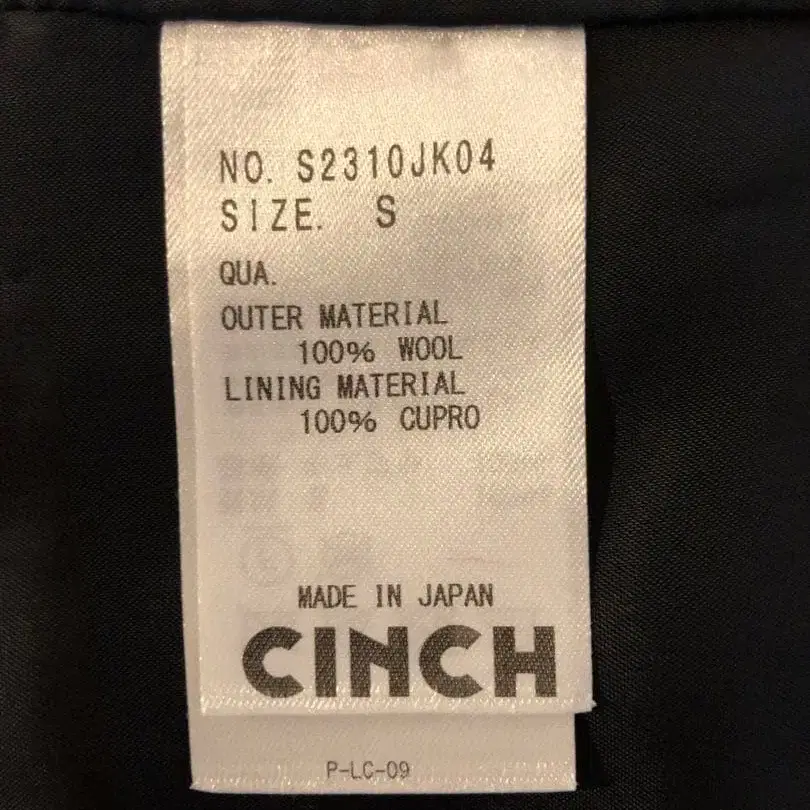 NO. S2310JK04
SIZE. S
QUA.
OUTER MATERIAL
100% WOOL
LINING MATERIAL
100% CUPRO
MADE IN JAPAN
CINCH
P-LC-09